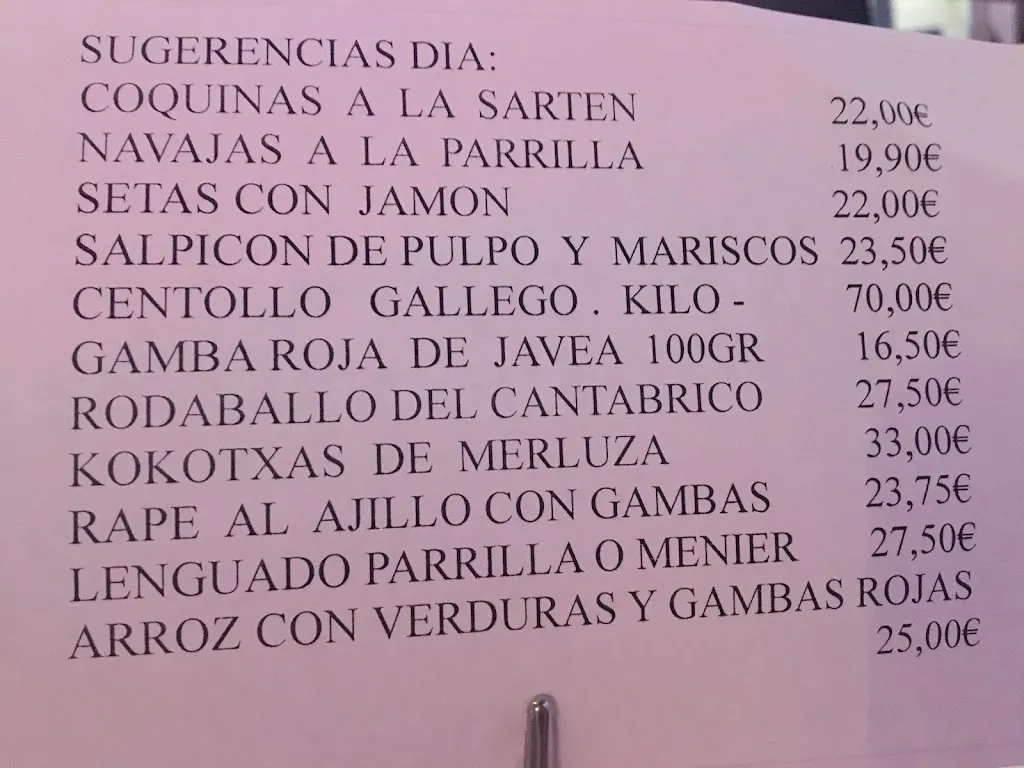 SUGERENCIAS DIA:
COQUINAS A LA SARTEN 22,00€
NAVAJAS A LA PARRILLA 19,90€
SETAS CON JAMON 22,00€
SALPICON DE PULPO Y MARISCOS 23,50€
CENTOLLO GALLEGO . KILO - 70,00€
GAMBA ROJA DE JAVEA 100GR 16,50€
RODABALLO DEL CANTABRICO 27,50€
KOKOTXAS DE MERLUZA 33,00€
RAPE AL AJILLO CON GAMBAS 23,75€
LENGUADO PARRILLA O MENIER 27,50€
ARROZ CON VERDURAS Y GAMBAS ROJAS
25,00€